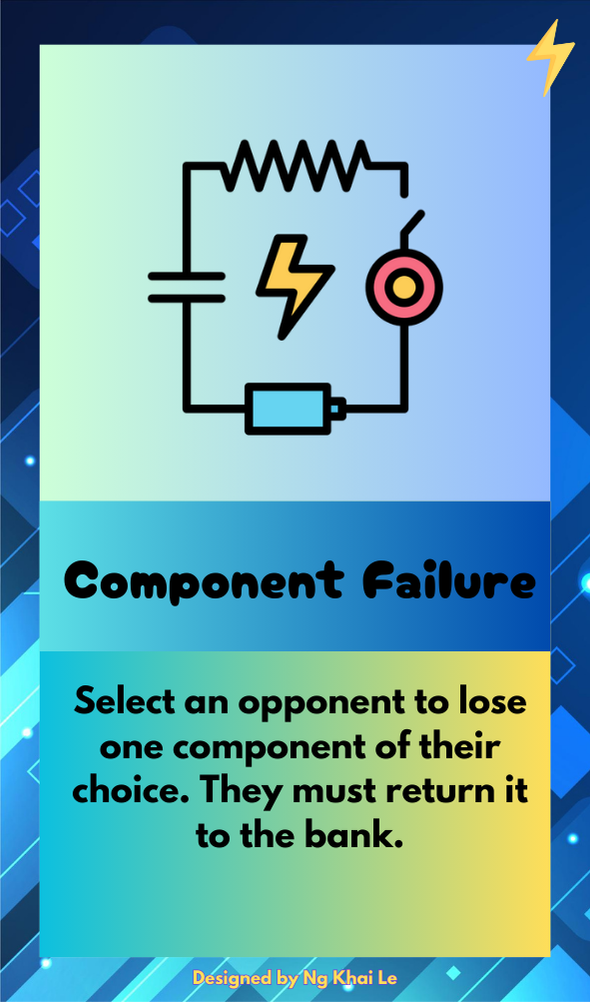 Component Failure
Select an opponent to lose
one component of their
choice. They must return it
to the bank.
Designed by Ng Khai Le